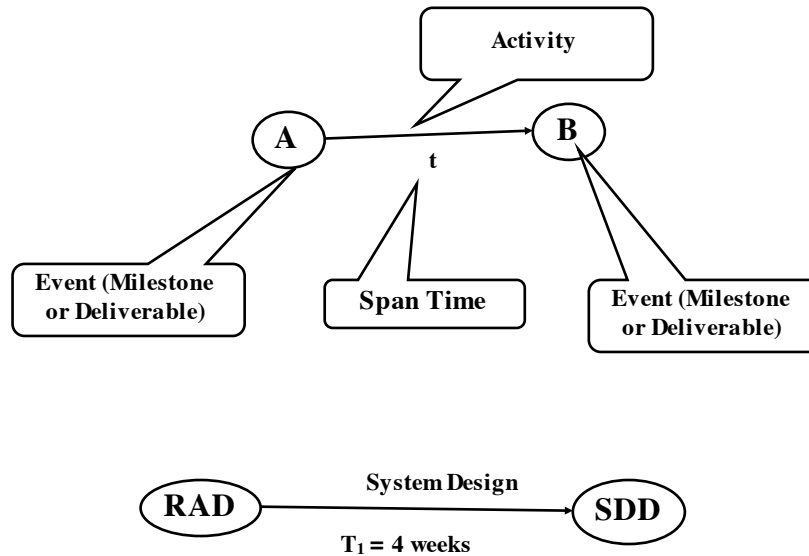 Activity
A
B
t
Event (Milestone
or Deliverable)
Span Time
Event (Milestone
or Deliverable)
System Design
RAD
SDD
T₁ = 4 weeks